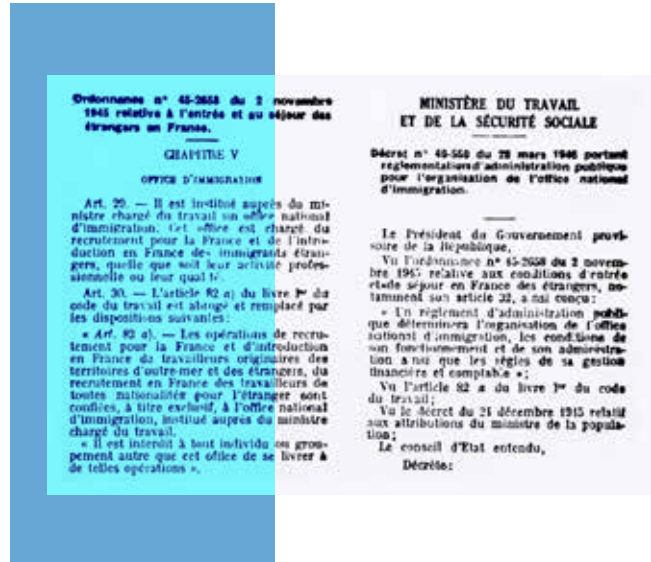 Ordonnance n° 45-2658 du 2 novembre
1945 relative à l'entrée et au séjour des
étrangers en France.
CHAPITRE V
OFFICE D'IMMIGRATION
Art. 29. — Il est institué auprès du mi-
nistre chargé du travail un office national
d'immigration. Cet office est chargé du
recrutement pour la France et de l'intro-
duction en France des immigrants étran-
gers, quelle que soit leur activité profes-
sionnelle ou leur qualité.
Art. 30. — L'article 82 a) du livre Ier du
code du travail est abrogé et remplacé par
les dispositions suivantes:
« Art. 82 a). — Les opérations de recru-
tement pour la France et d'introduction
en France de travailleurs originaires des
territoires d'outre-mer et des étrangers, du
recrutement en France des travailleurs de
toutes nationalités pour l'étranger sont
confiées, à titre exclusif, à l'office national
d'immigration, institué auprès du ministre
chargé du travail.
« Il est interdit à tout individu ou grou-
pement autre que cet office de se livrer à
de telles opérations ».
MINISTÈRE DU TRAVAIL
ET DE LA SÉCURITÉ SOCIALE
Décret n° 46-550 du 26 mars 1946 portant
réglementation d'administration publique
pour l'organisation de l'office national
d'immigration.
Le Président du Gouvernement provi-
soire de la République,
Vu l'ordonnance n° 45-2658 du 2 novem-
bre 1945 relative aux conditions d'entrée
et de séjour en France des étrangers, no-
tamment son article 32, ainsi conçu:
« Un règlement d'administration publi-
que déterminera l'organisation de l'office
national d'immigration, les conditions de
son fonctionnement et de son administra-
tion ainsi que les règles de sa gestion
financière et comptable »;
Vu l'article 82 a du livre Ier du code
du travail;
Vu le décret du 21 décembre 1945 relatif
aux attributions du ministre de la popula-
tion;
Le conseil d'Etat entendu,
Décrète: